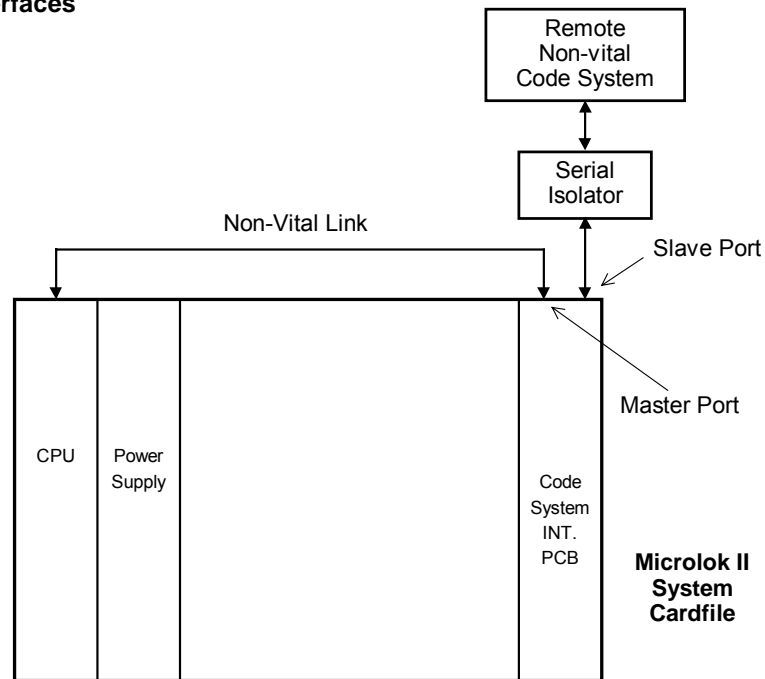 erfaces
Remote
Non-vital
Code System
Serial
Isolator
Non-Vital Link
Slave Port
Master Port
CPU
Power
Supply
Code
System
INT.
PCB
Microlok II
System
Cardfile